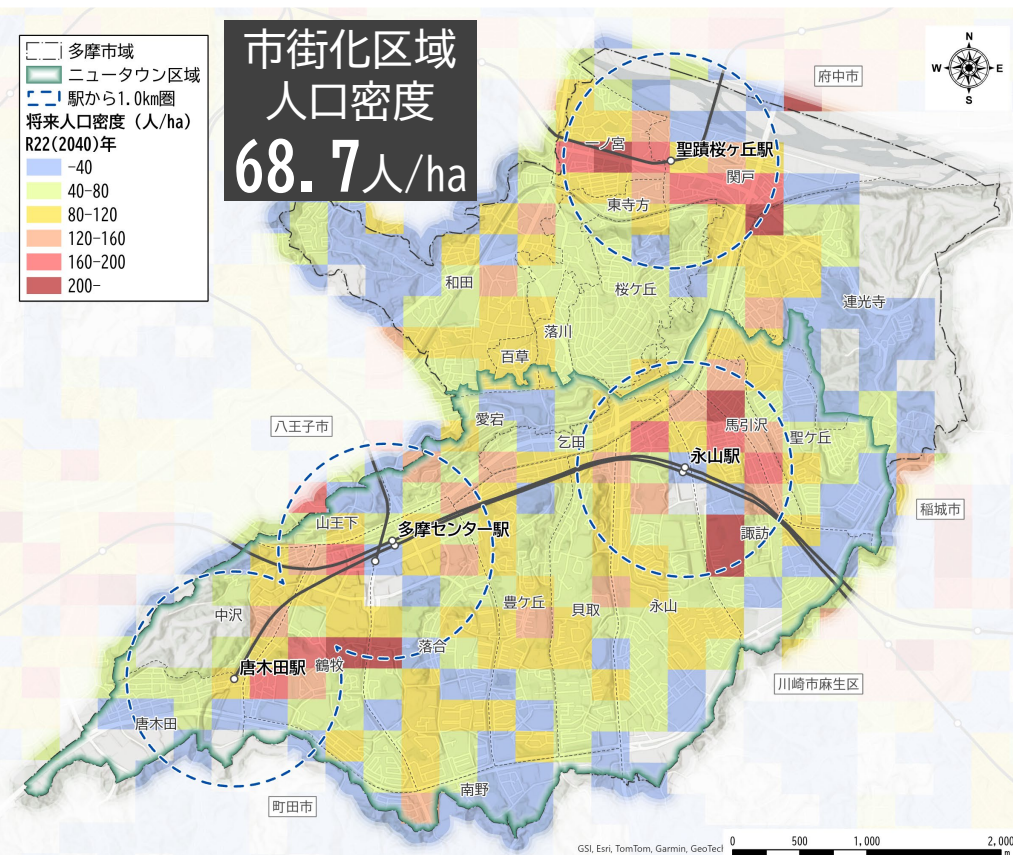 多摩市域
ニュータウン区域
駅から1.0km圏
将来人口密度（人/ha）
R22(2040)年
-40
40-80
80-120
120-160
160-200
200-
市街化区域
人口密度
68.7人/ha
N
W E
S
府中市
一ノ宮
聖蹟桜ヶ丘駅
関戸
東寺方
和田
桜ケ丘
連光寺
落川
百草
愛宕
八王子市
乞田
馬引沢
聖ケ丘
永山駅
稲城市
山王下
多摩センター駅
諏訪
中沢
豊ケ丘
貝取
永山
落合
唐木田駅
鶴牧
川崎市麻生区
唐木田
南野
町田市
GSI, Esri, TomTom, Garmin, GeoTecl
0 500 1,000 2,000
m